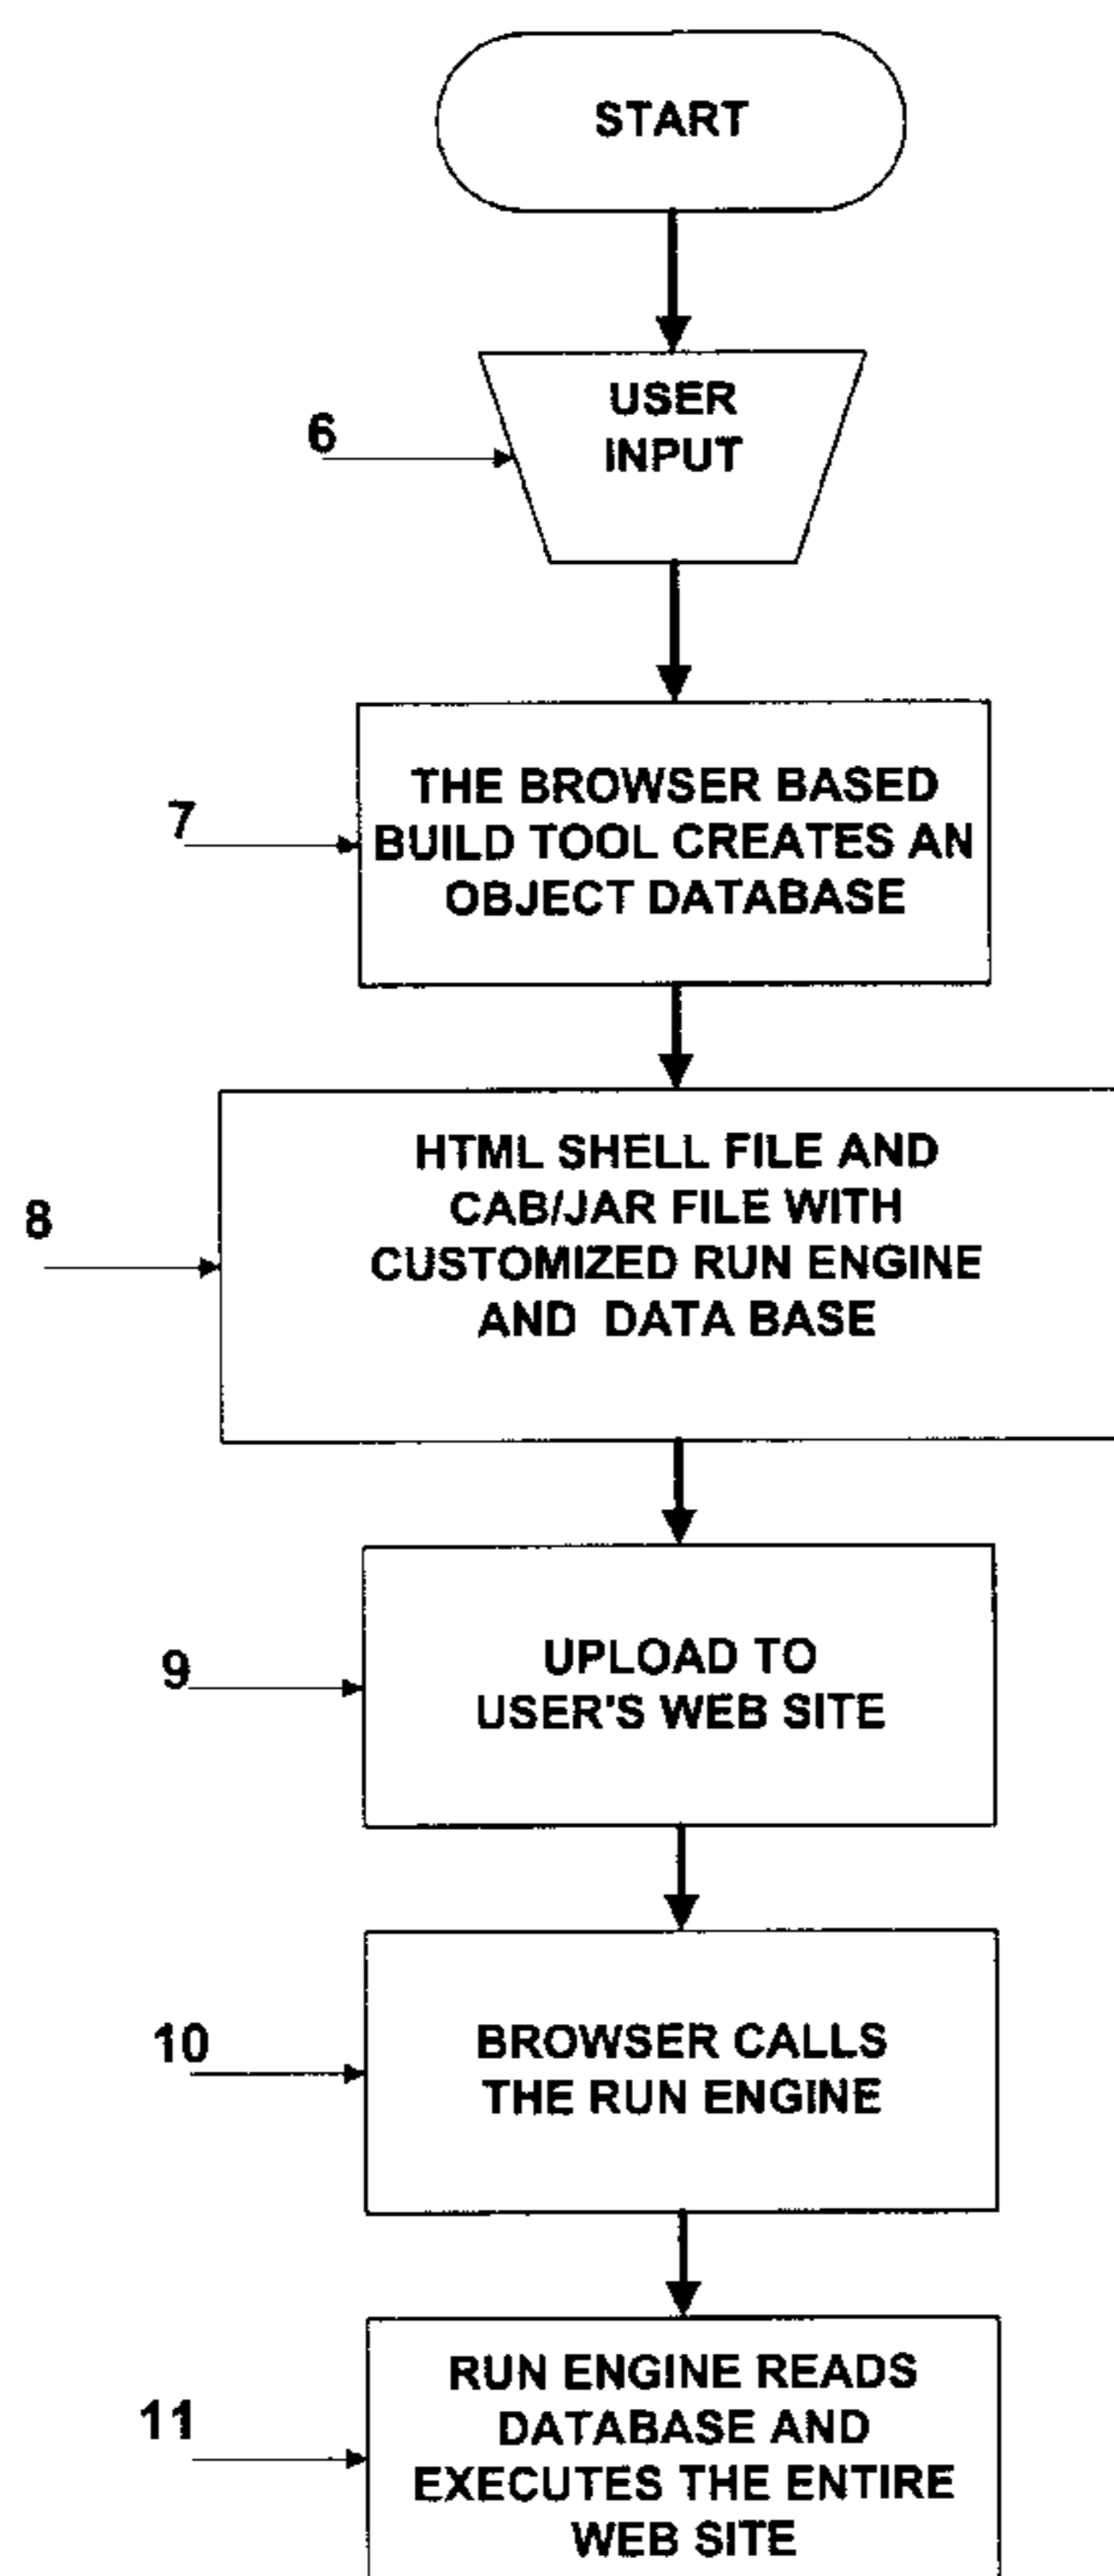 START
6
USER
INPUT
7
THE BROWSER BASED
BUILD TOOL CREATES AN
OBJECT DATABASE
8
HTML SHELL FILE AND
CAB/JAR FILE WITH
CUSTOMIZED RUN ENGINE
AND DATA BASE
9
UPLOAD TO
USER'S WEB SITE
10
BROWSER CALLS
THE RUN ENGINE
11
RUN ENGINE READS
DATABASE AND
EXECUTES THE ENTIRE
WEB SITE